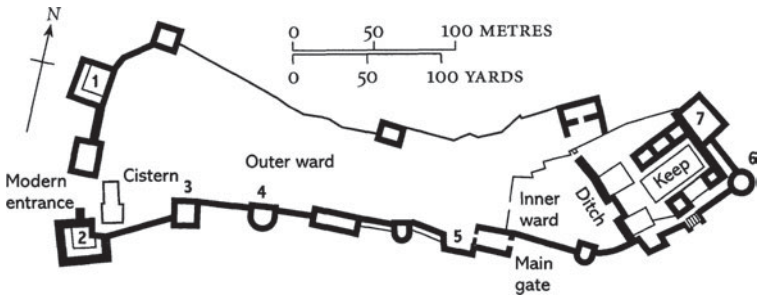 N
0 50 100 METRES
0 50 100 YARDS
1
7
6
Keep
Cistern
Outer ward
3
4
Modern
entrance
Inner
ward
Ditch
2
5
Main
gate